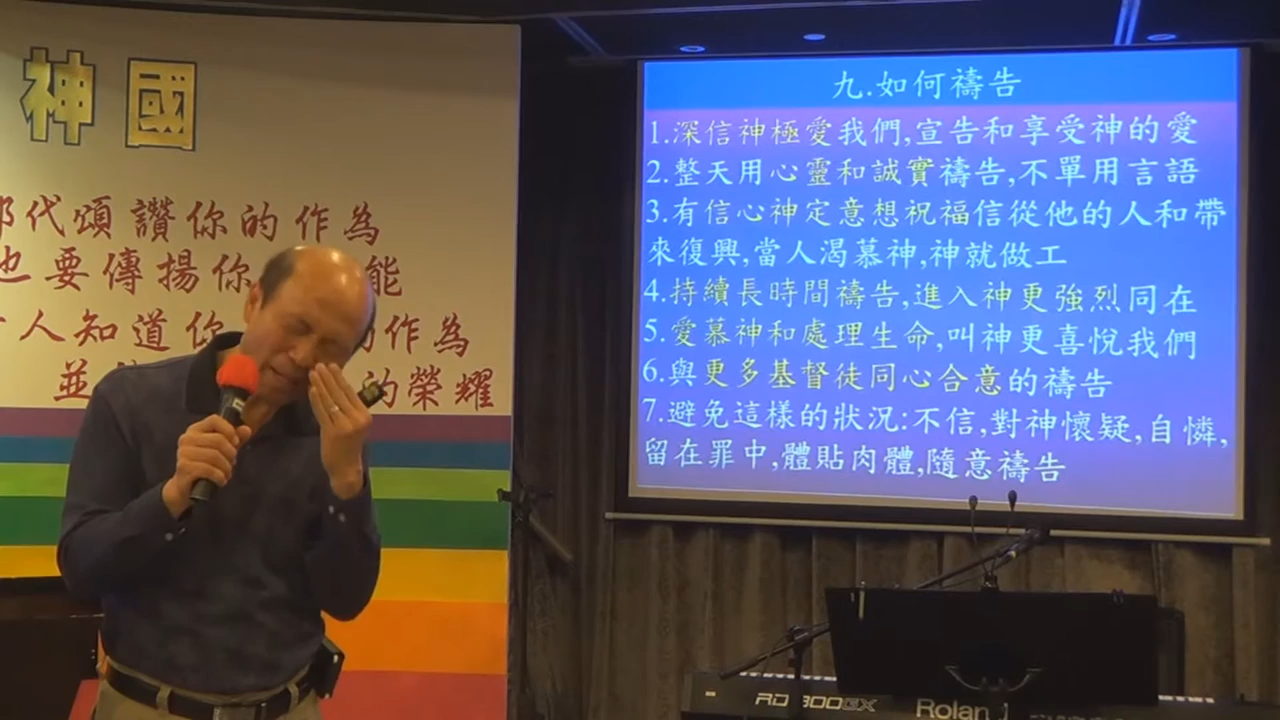 神國
代頌讚你的作為
也要傳揚你 能
人知道你 的作為
並 的榮耀
九.如何禱告
1.深信神極愛我們,宣告和享受神的愛
2.整天用心靈和誠實禱告,不單用言語
3.有信心神定意想祝福信從他的人和帶
來復興,當人渴慕神,神就做工
4.持續長時間禱告,進入神更強烈同在
5.愛慕神和處理生命,叫神更喜悅我們
6.與更多基督徒同心合意的禱告
7.避免這樣的狀況:不信,對神懷疑,自憐,
留在罪中,體貼肉體,隨意禱告
RD 300GX
Roland